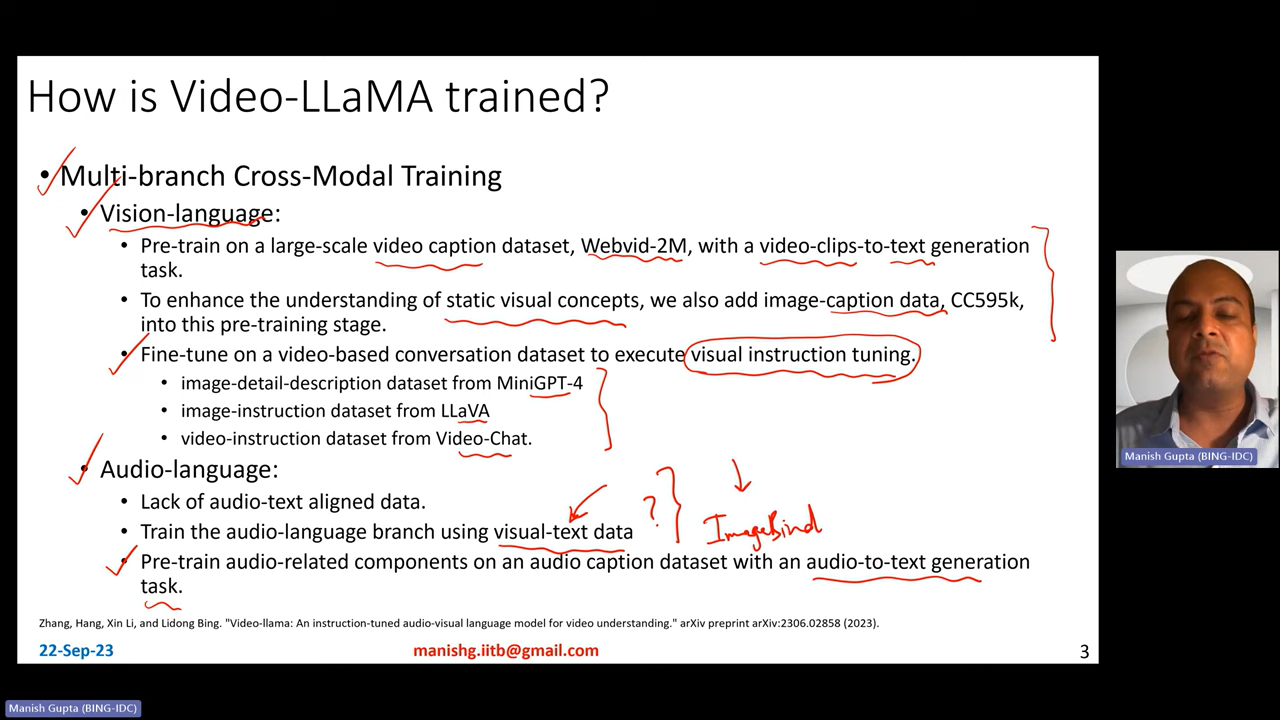 How is Video-LLaMA trained?
• Multi-branch Cross-Modal Training
• Vision-language:
• Pre-train on a large-scale video caption dataset, Webvid-2M, with a video-clips-to-text generation
task.
• To enhance the understanding of static visual concepts, we also add image-caption data, CC595k,
into this pre-training stage.
• Fine-tune on a video-based conversation dataset to execute visual instruction tuning.
• image-detail-description dataset from MiniGPT-4
• image-instruction dataset from LLaVA
• video-instruction dataset from Video-Chat.
• Audio-language:
• Lack of audio-text aligned data.
?
ImageBind
• Train the audio-language branch using visual-text data
• Pre-train audio-related components on an audio caption dataset with an audio-to-text generation
task.
Zhang, Hang, Xin Li, and Lidong Bing. "Video-llama: An instruction-tuned audio-visual language model for video understanding." arXiv preprint arXiv:2306.02858 (2023).
22-Sep-23
manishg.iitb@gmail.com
3
Manish Gupta (BING-IDC)
Manish Gupta (BING-IDC)